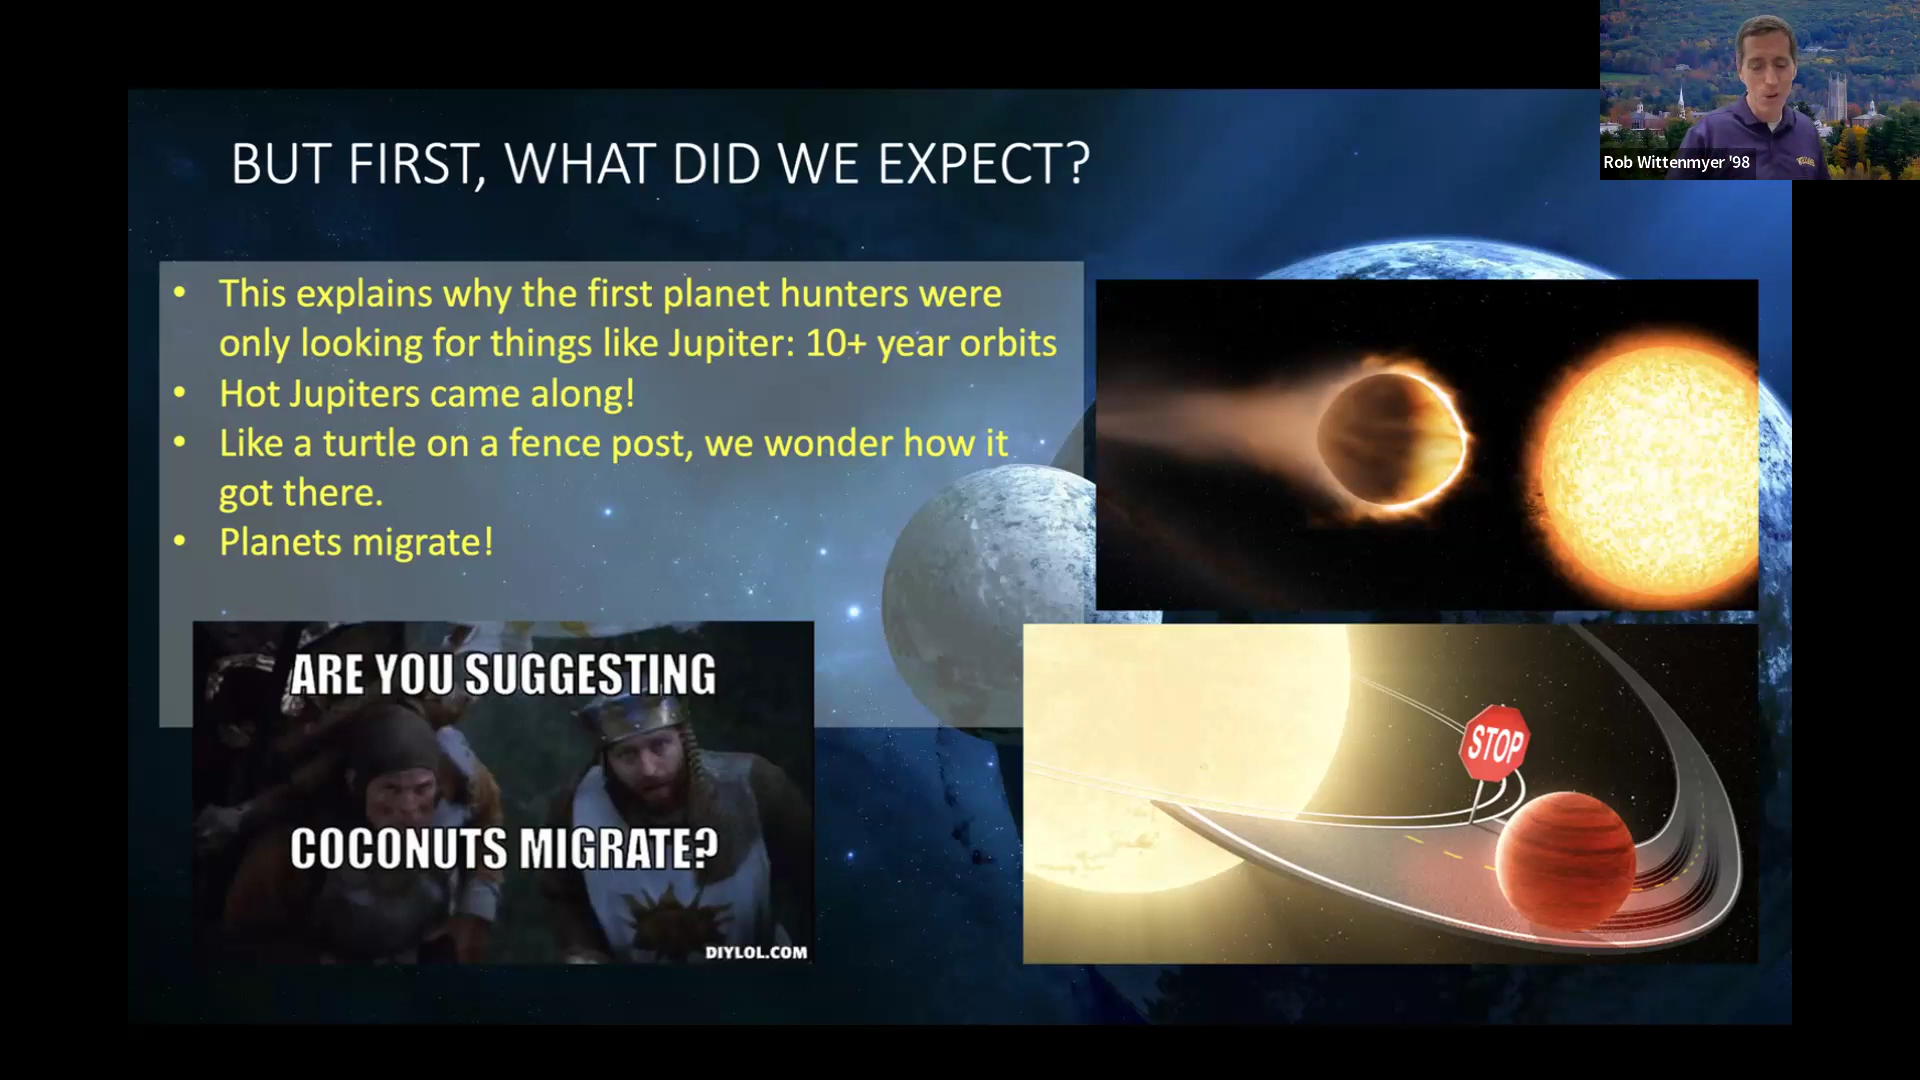 BUT FIRST, WHAT DID WE EXPECT?
Rob Wittenmyer '98
• This explains why the first planet hunters were
only looking for things like Jupiter: 10+ year orbits
• Hot Jupiters came along!
• Like a turtle on a fence post, we wonder how it
got there.
• Planets migrate!
ARE YOU SUGGESTING
COCONUTS MIGRATE?
DIYLOL.COM
STOP